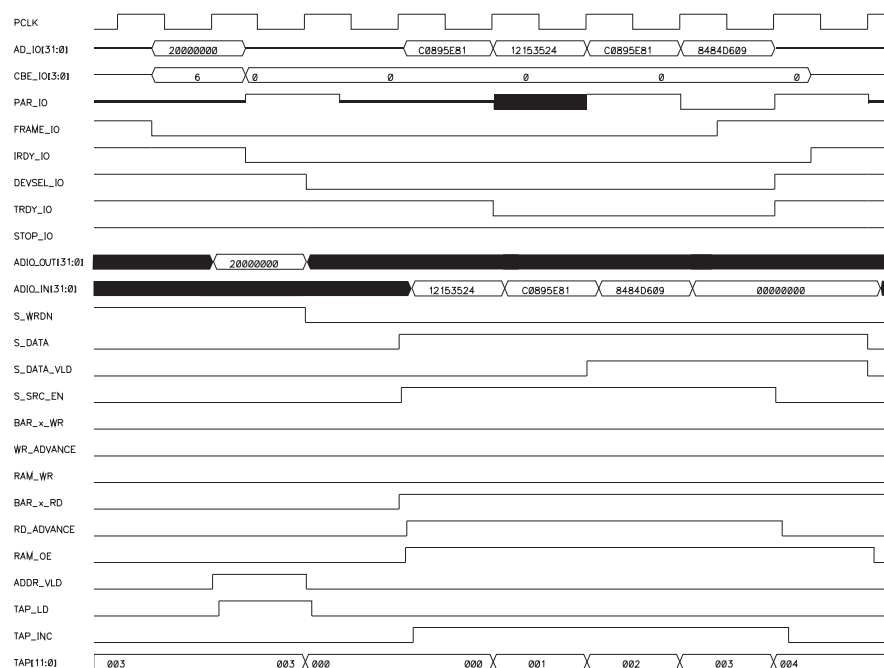 PCLK
AD_IO[31:0] 20000000 C0895E81 12153524 C0895E81 8484D609
CBE_IO[3:0] 6 0 0 0 0 0
PAR_IO
FRAME_IO
IRDY_IO
DEVSEL_IO
TRDY_IO
STOP_IO
ADIO_OUT[31:0] 20000000
ADIO_IN[31:0] 12153524 C0895E81 8484D609 00000000
S_WRDN
S_DATA
S_DATA_VLD
S_SRC_EN
BAR_x_WR
WR_ADVANCE
RAM_WR
BAR_x_RD
RD_ADVANCE
RAM_OE
ADDR_VLD
TAP_LD
TAP_INC
TAP[11:0] 003 003 000 000 001 002 003 004